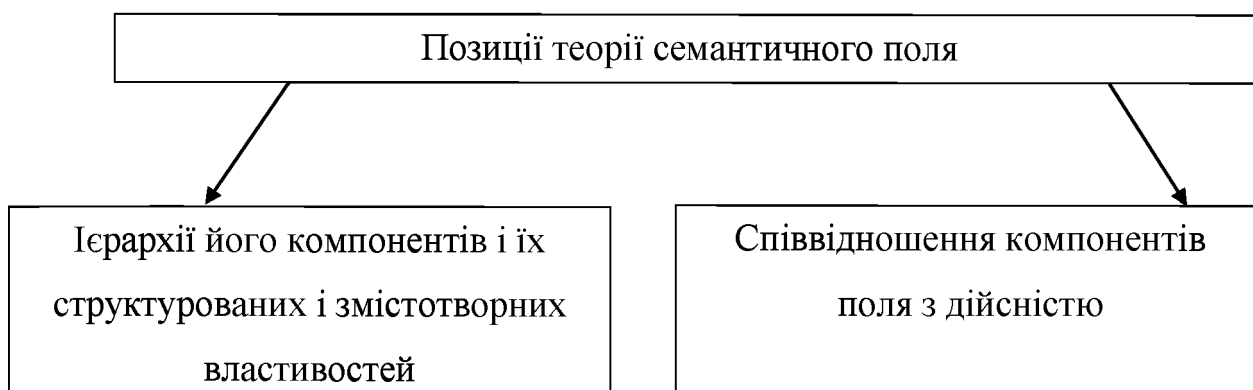 Позиції теорії семантичного поля
Ієрархії його компонентів і їх
структурованих і змістотворних
властивостей
Співвідношення компонентів
поля з дійсністю